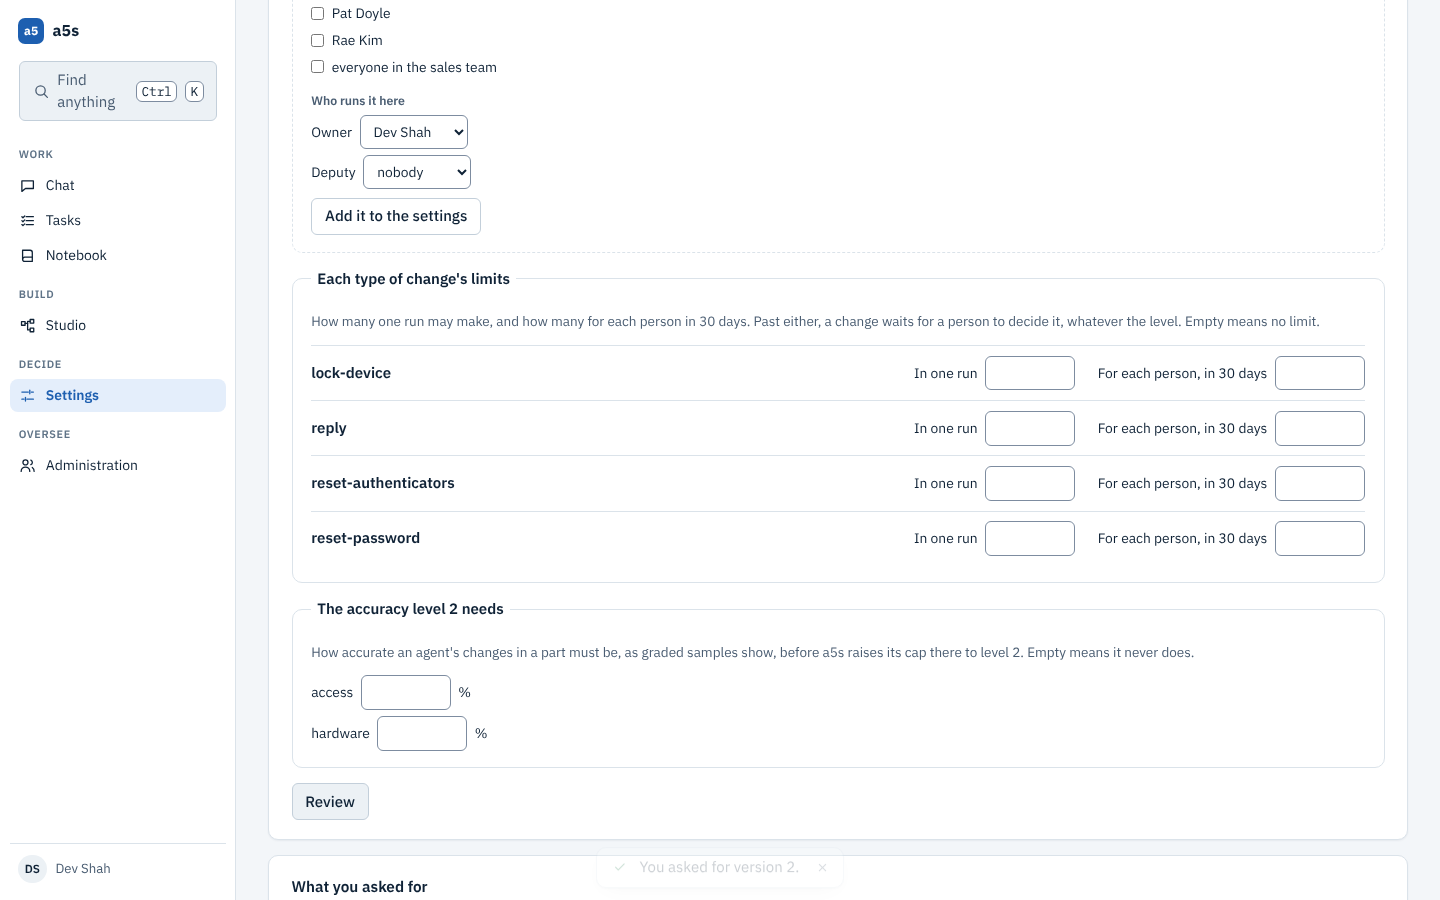 a5 a5s
Find anything Ctrl K
WORK
Chat
Tasks
Notebook
BUILD
Studio
DECIDE
Settings
OVERSEE
Administration
DS Dev Shah
Pat Doyle
Rae Kim
everyone in the sales team
Who runs it here
Owner Dev Shah
Deputy nobody
Add it to the settings
Each type of change's limits
How many one run may make, and how many for each person in 30 days. Past either, a change waits for a person to decide it, whatever the level. Empty means no limit.
lock-device In one run For each person, in 30 days
reply In one run For each person, in 30 days
reset-authenticators In one run For each person, in 30 days
reset-password In one run For each person, in 30 days
The accuracy level 2 needs
How accurate an agent's changes in a part must be, as graded samples show, before a5s raises its cap there to level 2. Empty means it never does.
access %
hardware %
Review
You asked for version 2.
What you asked for